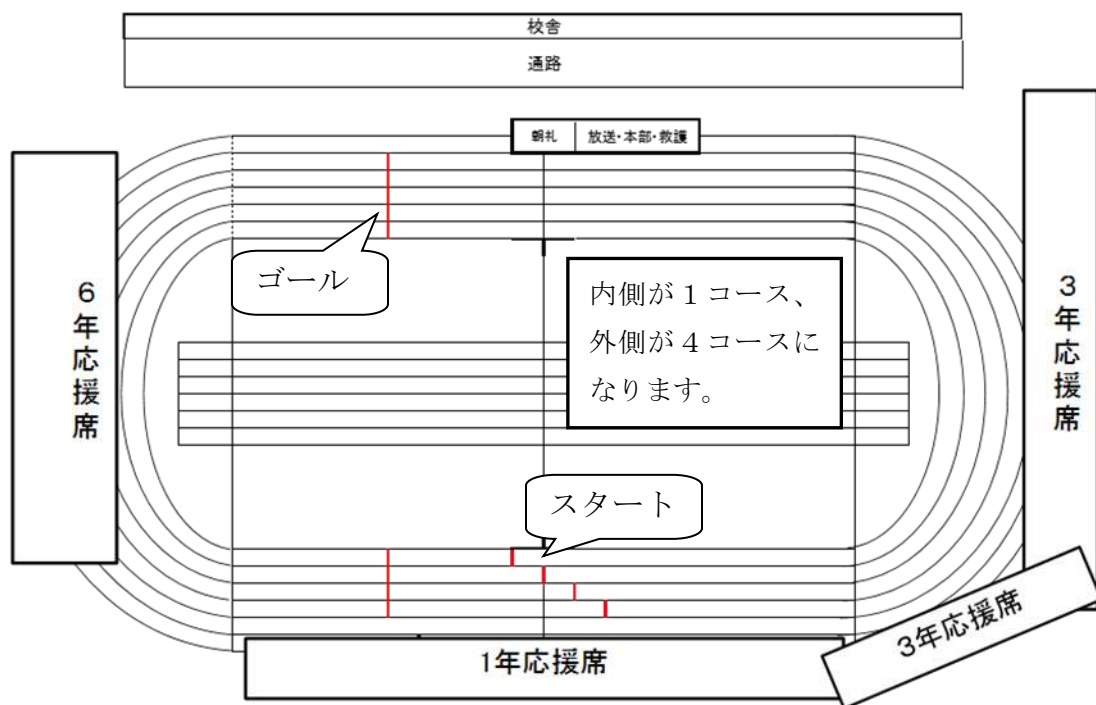 校舎
通路
朝礼
放送・本部・救護
ゴール
内側が１コース、
外側が４コースに
なります。
6年応援席
3年応援席
スタート
3年応援席
1年応援席